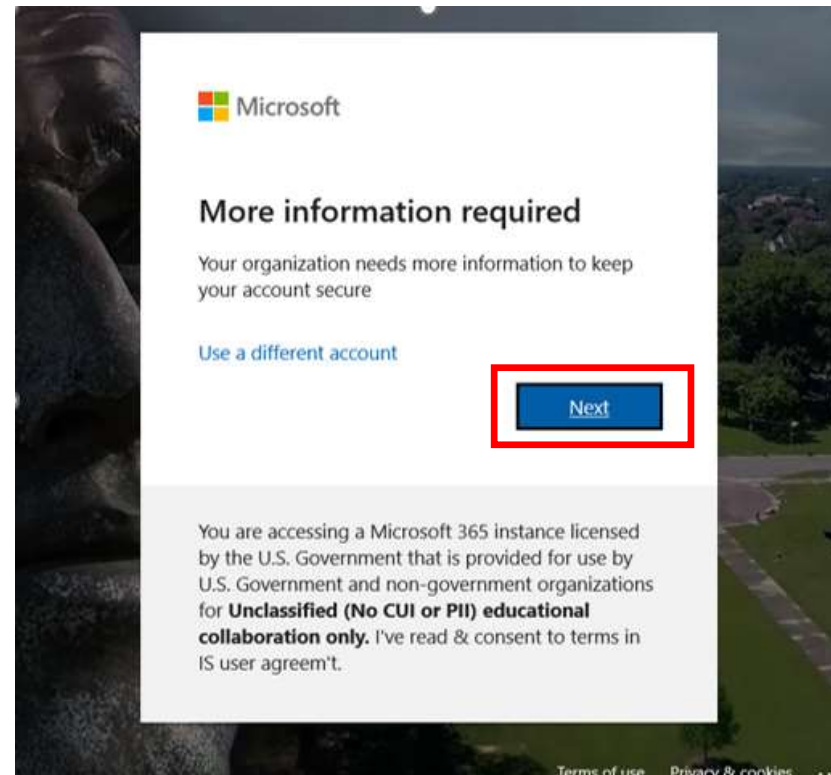 Microsoft
More information required
Your organization needs more information to keep
your account secure
Use a different account
Next
You are accessing a Microsoft 365 instance licensed
by the U.S. Government that is provided for use by
U.S. Government and non-government organizations
for Unclassified (No CUI or PII) educational
collaboration only. I've read & consent to terms in
IS user agreem't.
Terms of use Privacy & cookies